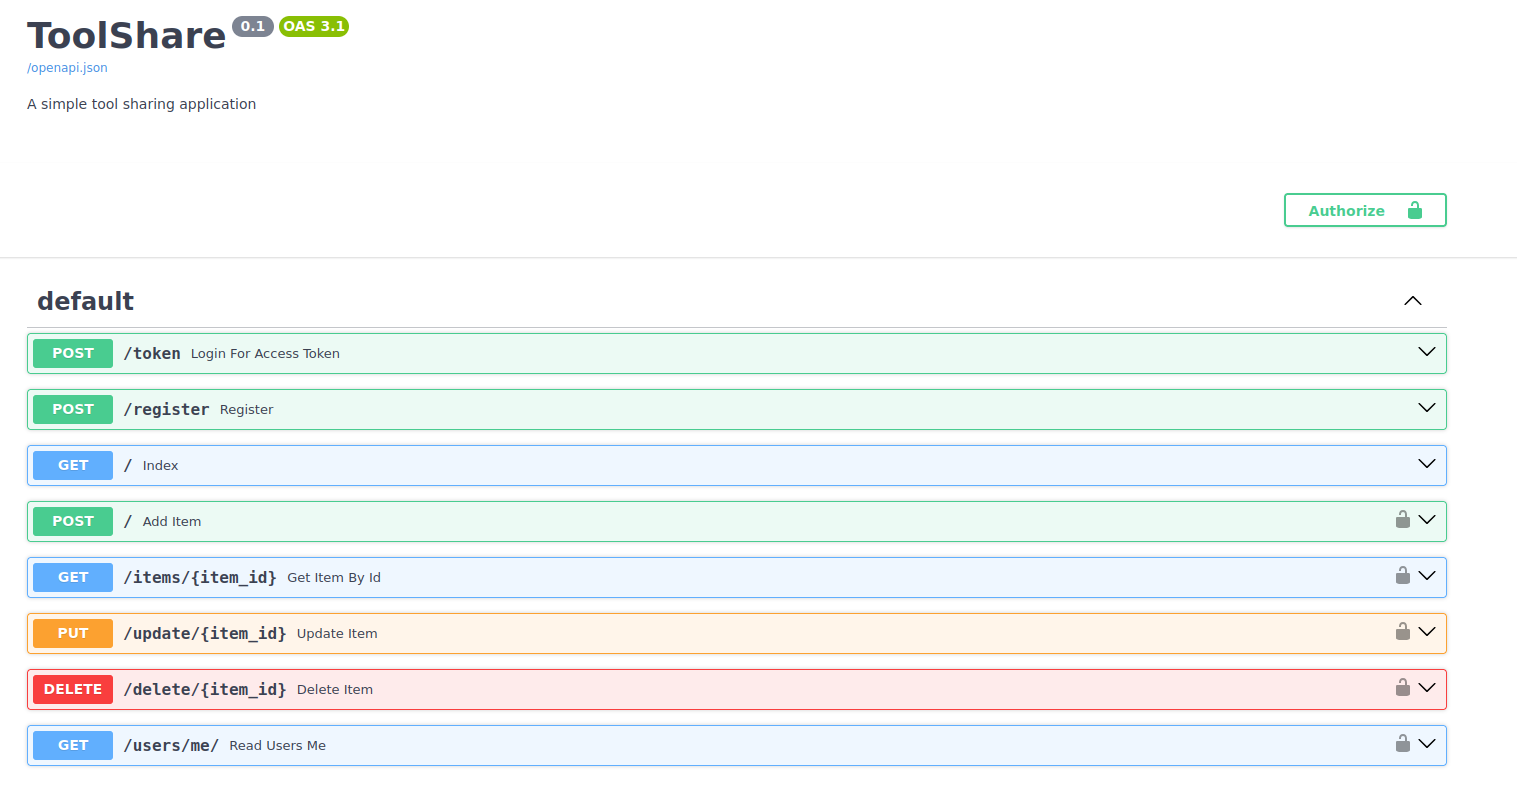 ToolShare 0.1 OAS 3.1
/openapi.json
A simple tool sharing application
Authorize
default
POST /token Login For Access Token
POST /register Register
GET / Index
POST / Add Item
GET /items/{item_id} Get Item By Id
PUT /update/{item_id} Update Item
DELETE /delete/{item_id} Delete Item
GET /users/me/ Read Users Me